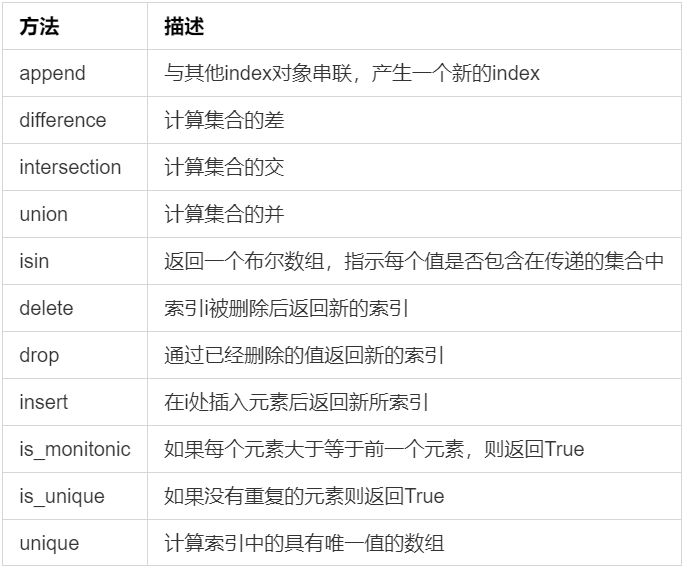 方法 描述
append 与其他index对象串联，产生一个新的index
difference 计算集合的差
intersection 计算集合的交
union 计算集合的并
isin 返回一个布尔数组，指示每个值是否包含在传递的集合中
delete 索引i被删除后返回新的索引
drop 通过已经删除的值返回新的索引
insert 在i处插入元素后返回新所索引
is_monitonic 如果每个元素大于等于前一个元素，则返回True
is_unique 如果没有重复的元素则返回True
unique 计算索引中的具有唯一值的数组